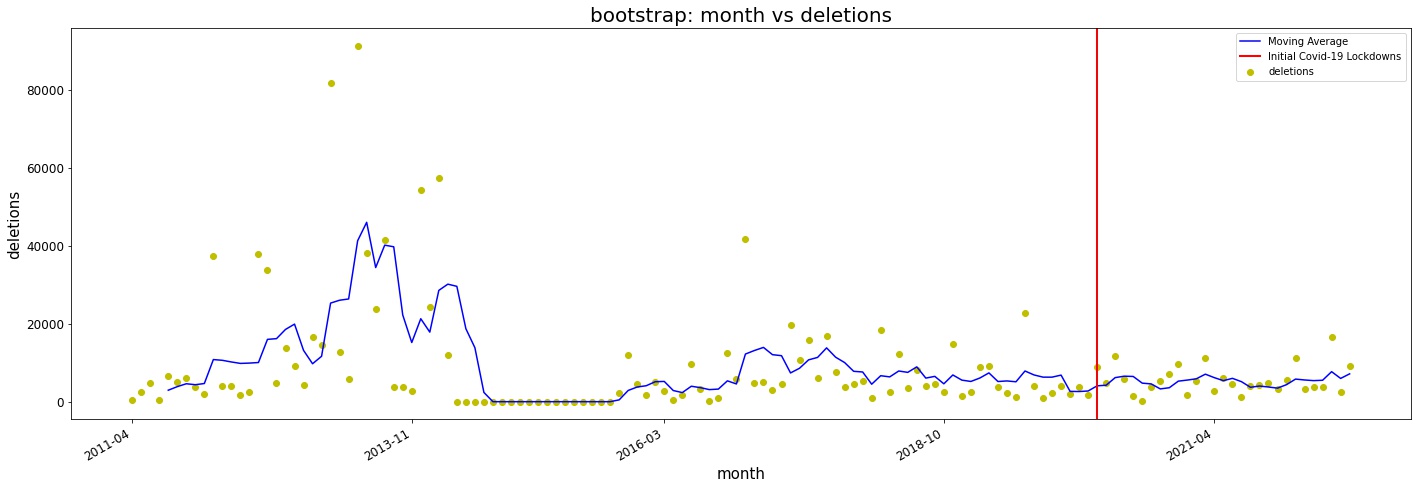 bootstrap: month vs deletions
Moving Average
Initial Covid-19 Lockdowns
deletions
80000
60000
40000
20000
0
deletions
2011-04
2013-11
2016-03
2018-10
2021-04
month